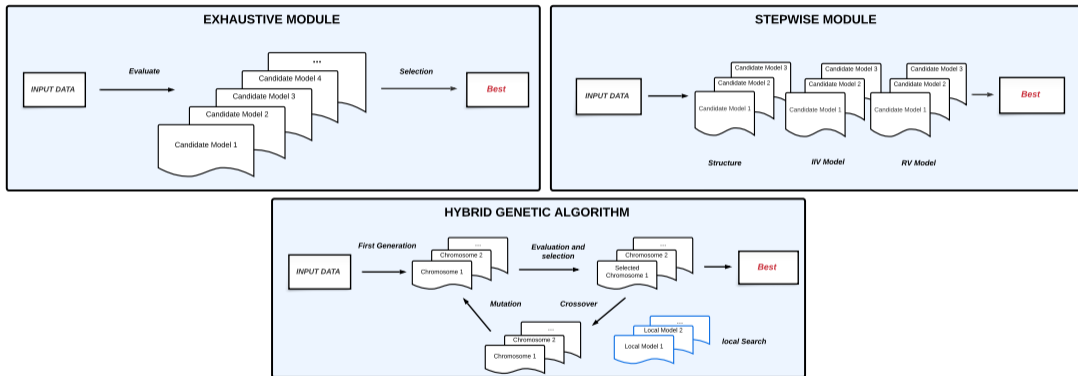 EXHAUSTIVE MODULE
INPUT DATA
Evaluate
...
Candidate Model 4
Candidate Model 3
Candidate Model 2
Candidate Model 1
Selection
Best
STEPWISE MODULE
INPUT DATA
Candidate Model 3
Candidate Model 2
Candidate Model 1
Structure
Candidate Model 3
Candidate Model 2
Candidate Model 1
IIV Model
Candidate Model 3
Candidate Model 2
Candidate Model 1
RV Model
Best
HYBRID GENETIC ALGORITHM
INPUT DATA
First Generation
...
Chromosome 2
Chromosome 1
Evaluation and
selection
...
Chromosome 2
Selected
Chromosome 1
Best
Mutation
Crossover
...
Chromosome 2
Chromosome 1
...
Local Model 2
Local Model 1
local Search